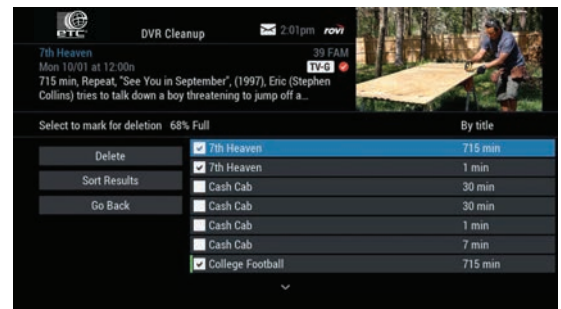 etc
DVR Cleanup
2:01pm rovi
7th Heaven 39 FAM
Mon 10/01 at 12:00n TV-G
715 min, Repeat, "See You in September", (1997), Eric (Stephen
Collins) tries to talk down a boy threatening to jump off a...
Select to mark for deletion 68% Full By title
Delete
Sort Results
Go Back
7th Heaven 715 min
7th Heaven 1 min
Cash Cab 30 min
Cash Cab 30 min
Cash Cab 1 min
Cash Cab 7 min
College Football 715 min